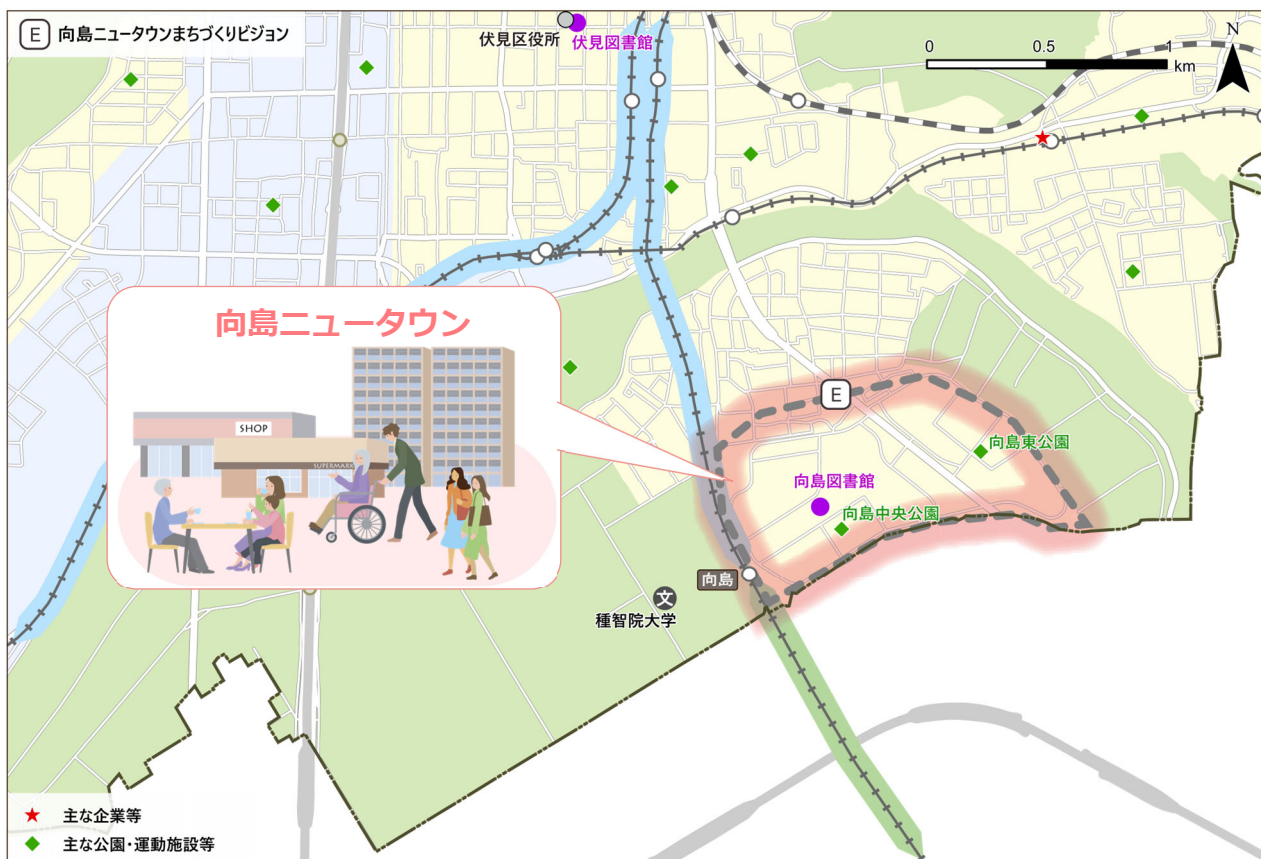 E 向島ニュータウンまちづくりビジョン
伏見区役所
伏見図書館
0 0.5 1
km
N
向島ニュータウン
SHOP
SUPERMARK
E
向島東公園
向島図書館
向島中央公園
向島
文
種智院大学
主な企業等
主な公園・運動施設等